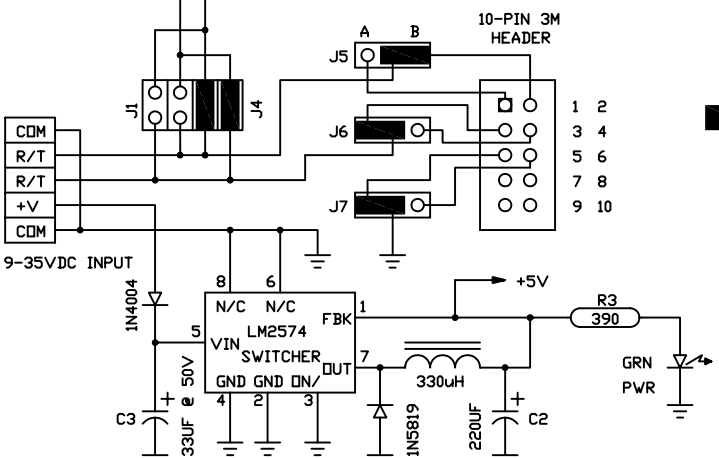 10-PIN 3M
HEADER
A B
J5
J1
J4
1 2
3 4
5 6
7 8
9 10
J6
J7
COM
R/T
R/T
+V
COM
9-35VDC INPUT
1N4004
8 6
N/C N/C
1
FBK
5
VIN
LM2574
SWITCHER
7
OUT
GND GND ON/
4 2 3
+5V
R3
390
330uH
GRN
PWR
C3
+
33UF @ 50V
1N5819
220UF
+
C2